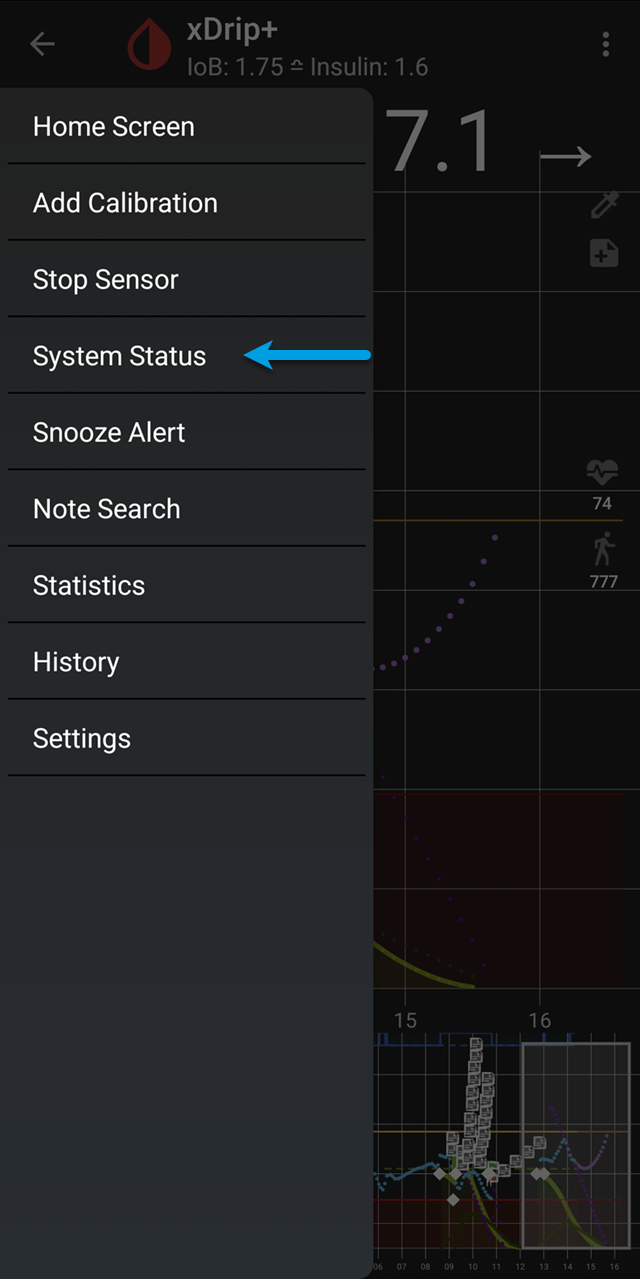 xDrip+
IoB: 1.75 ≏ Insulin: 1.6
Home Screen
7.1 →
Add Calibration
Stop Sensor
System Status
Snooze Alert
74
Note Search
777
Statistics
History
Settings
15 16
06 07 08 09 10 11 12 13 14 15 16